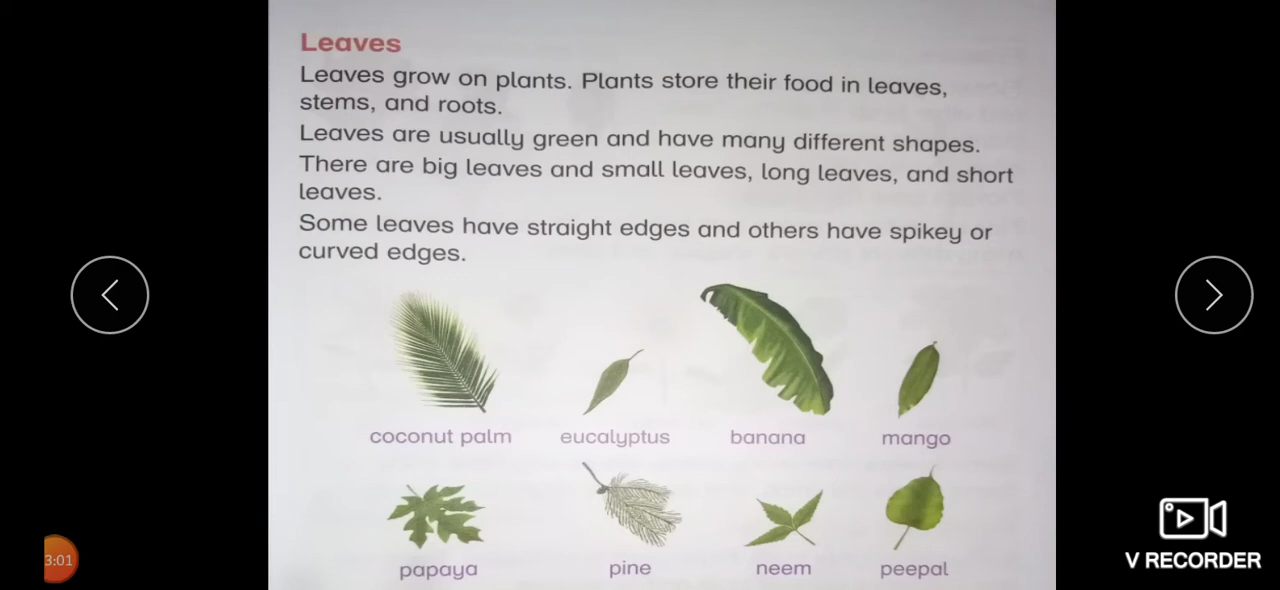 Leaves
Leaves grow on plants. Plants store their food in leaves,
stems, and roots.
Leaves are usually green and have many different shapes.
There are big leaves and small leaves, long leaves, and short
leaves.
Some leaves have straight edges and others have spikey or
curved edges.
coconut palm eucalyptus banana mango
papaya pine neem peepal
3:01
V RECORDER